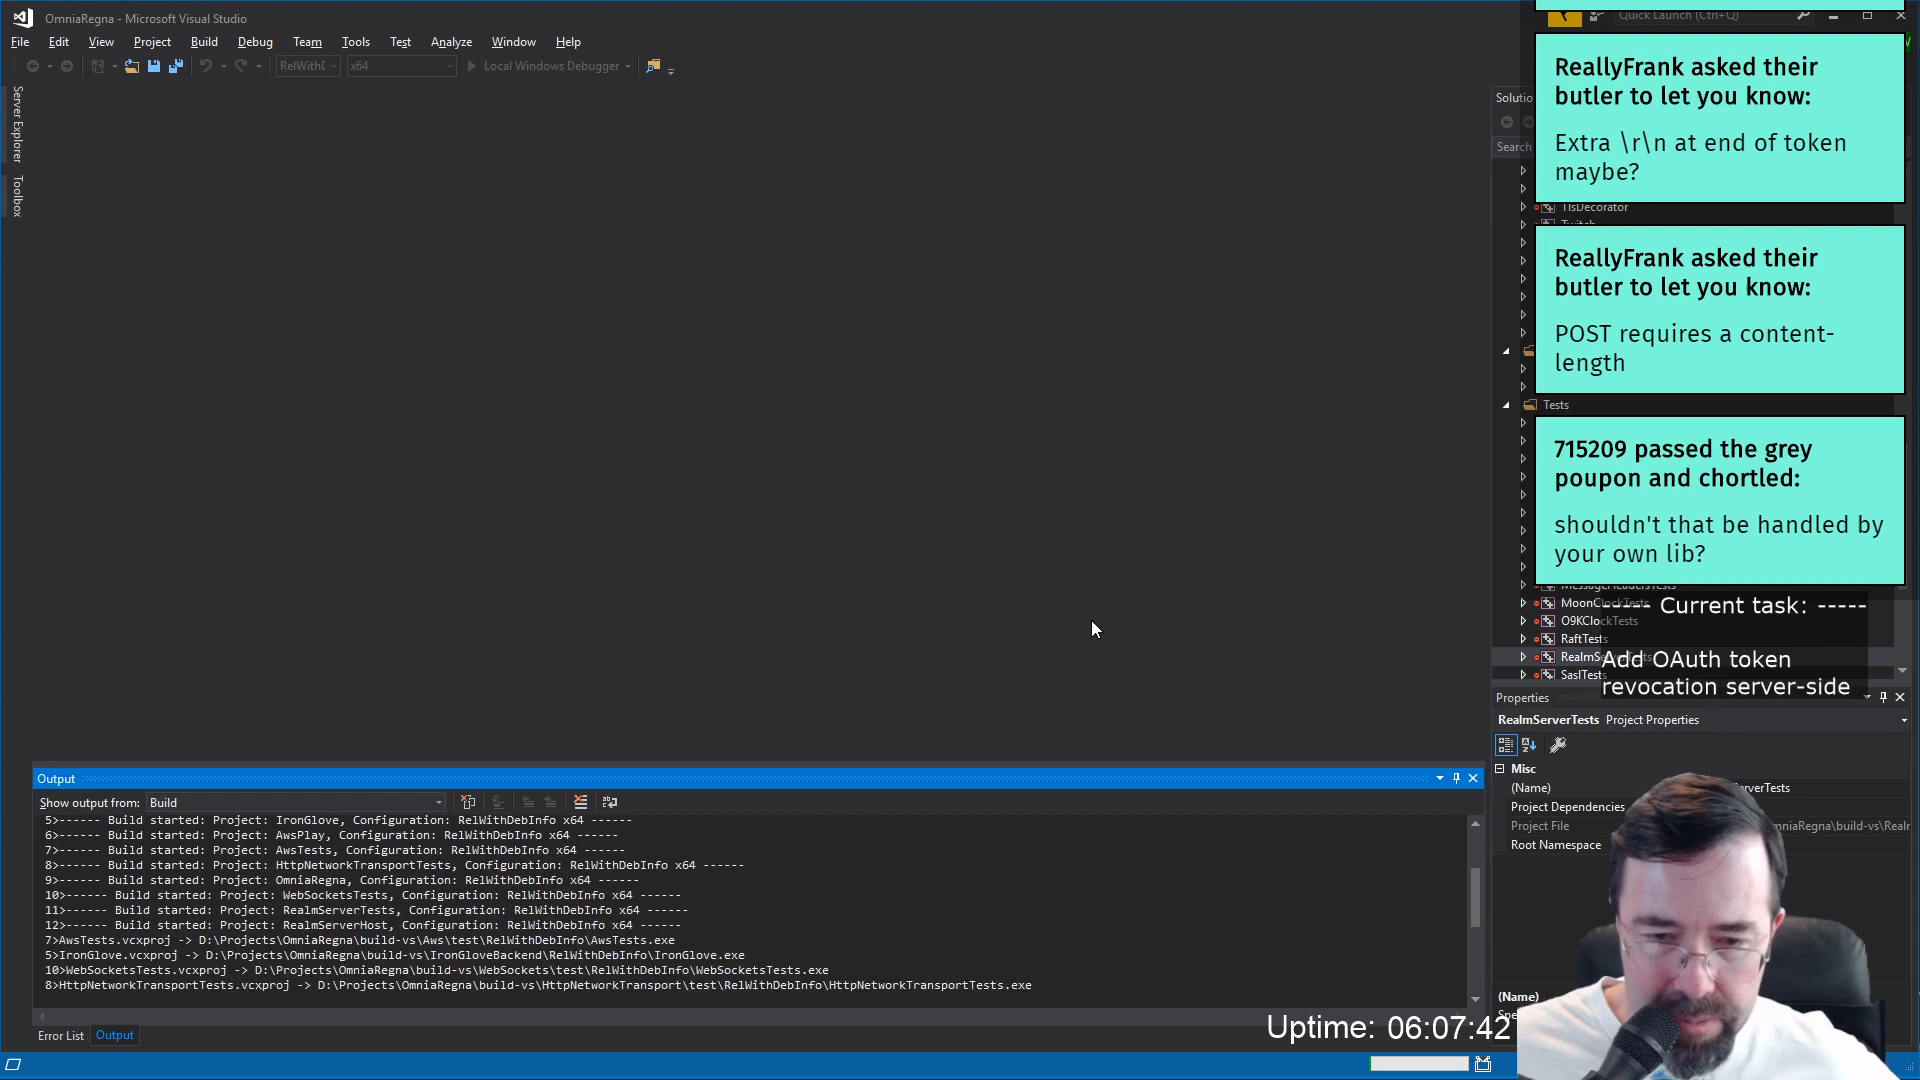 OmniaRegna - Microsoft Visual Studio
Quick Launch (Ctrl+Q)
File Edit View Project Build Debug Team Tools Test Analyze Window Help
x64
Local Windows Debugger
Server Explorer
Toolbox
Search
ReallyFrank asked their
butler to let you know:
Extra \r\n at end of token
maybe?
TlsDecorator
Twitch
ReallyFrank asked their
butler to let you know:
POST requires a content-
length
Tests
715209 passed the grey
poupon and chortled:
shouldn't that be handled by
your own lib?
MessageHeadersTests
MoonClockTests
O9KClockTests
RaftTests
SaslTests
----- Current task: -----
Add OAuth token
revocation server-side
Properties
RealmServerTests Project Properties
Misc
(Name)
Project Dependencies
Project File
Root Namespace
(Name)
Output
Show output from: Build
5>------ Build started: Project: IronGlove, Configuration: RelWithDebInfo x64 ------
6>------ Build started: Project: AwsPlay, Configuration: RelWithDebInfo x64 ------
7>------ Build started: Project: AwsTests, Configuration: RelWithDebInfo x64 ------
8>------ Build started: Project: HttpNetworkTransportTests, Configuration: RelWithDebInfo x64 ------
9>------ Build started: Project: OmniaRegna, Configuration: RelWithDebInfo x64 ------
10>------ Build started: Project: WebSocketsTests, Configuration: RelWithDebInfo x64 ------
11>------ Build started: Project: RealmServerTests, Configuration: RelWithDebInfo x64 ------
12>------ Build started: Project: RealmServerHost, Configuration: RelWithDebInfo x64 ------
7>AwsTests.vcxproj -> D:\Projects\OmniaRegna\build-vs\Aws\test\RelWithDebInfo\AwsTests.exe
5>IronGlove.vcxproj -> D:\Projects\OmniaRegna\build-vs\IronGloveBackend\RelWithDebInfo\IronGlove.exe
10>WebSocketsTests.vcxproj -> D:\Projects\OmniaRegna\build-vs\WebSockets\test\RelWithDebInfo\WebSocketsTests.exe
8>HttpNetworkTransportTests.vcxproj -> D:\Projects\OmniaRegna\build-vs\HttpNetworkTransport\test\RelWithDebInfo\HttpNetworkTransportTests.exe
Error List Output
Uptime: 06:07:42